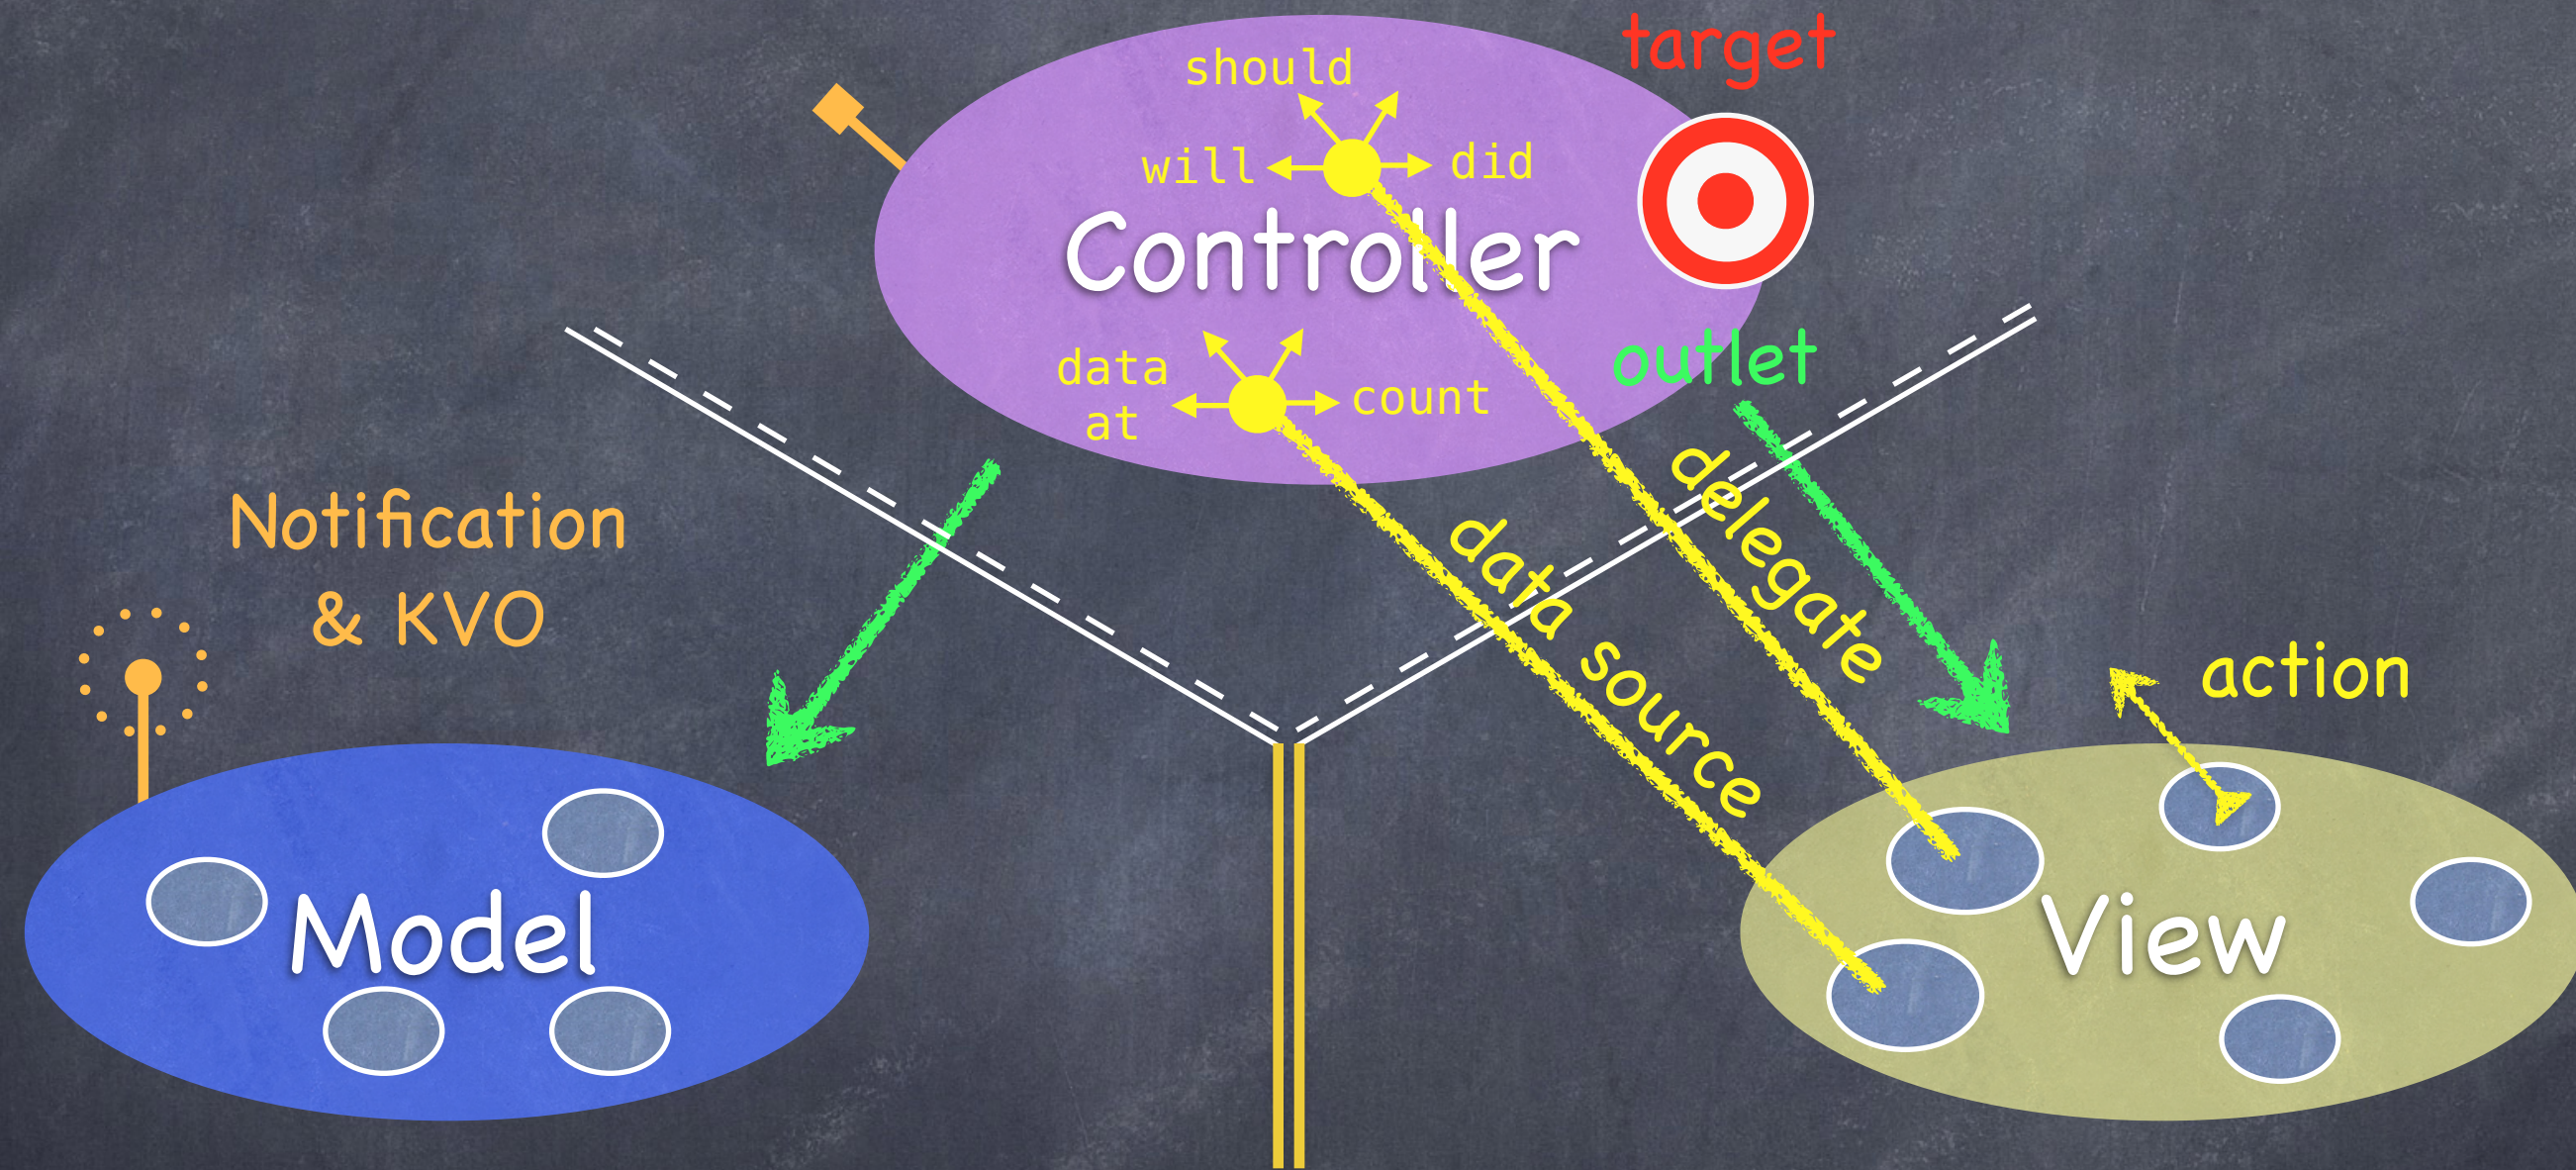 target
should
will
did
Controller
data
at
count
outlet
delegate
data source
Notification
& KVO
action
Model
View